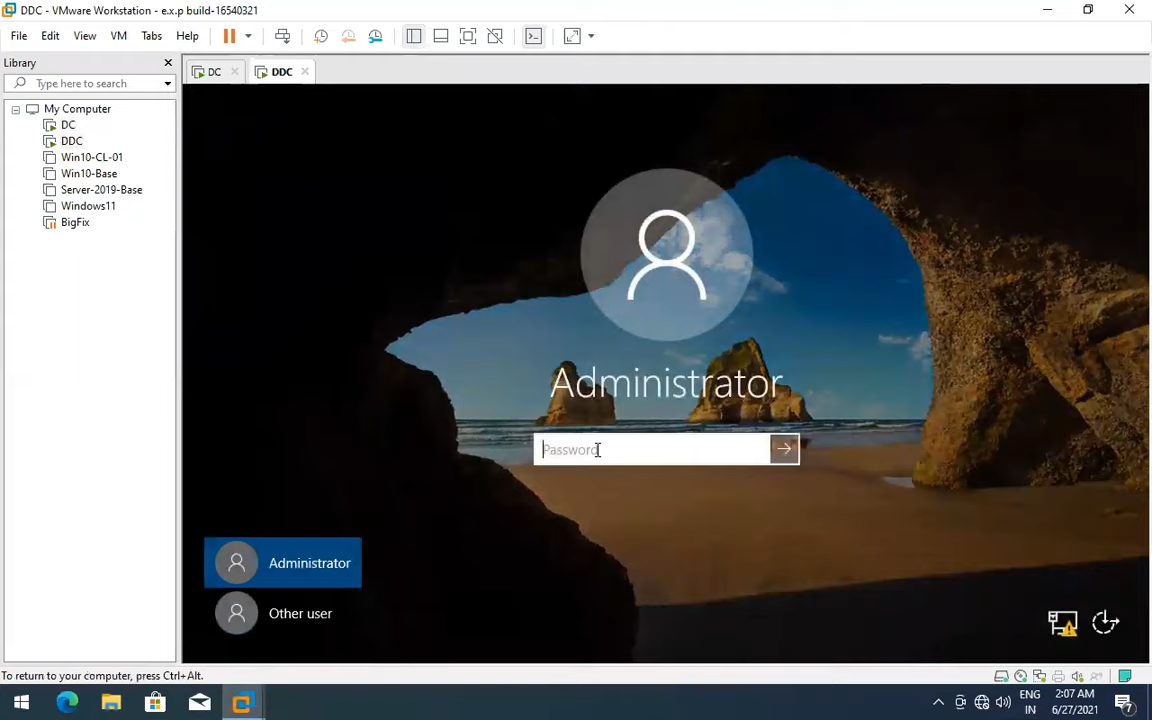 DDC - VMware Workstation - e.x.p build-16540321
File Edit View VM Tabs Help
Library
Type here to search
DC
DDC
My Computer
DC
DDC
Win10-CL-01
Win10-Base
Server-2019-Base
Windows11
BigFix
Administrator
Password
Administrator
Other user
To return to your computer, press Ctrl+Alt.
ENG
IN
2:07 AM
6/27/2021
7